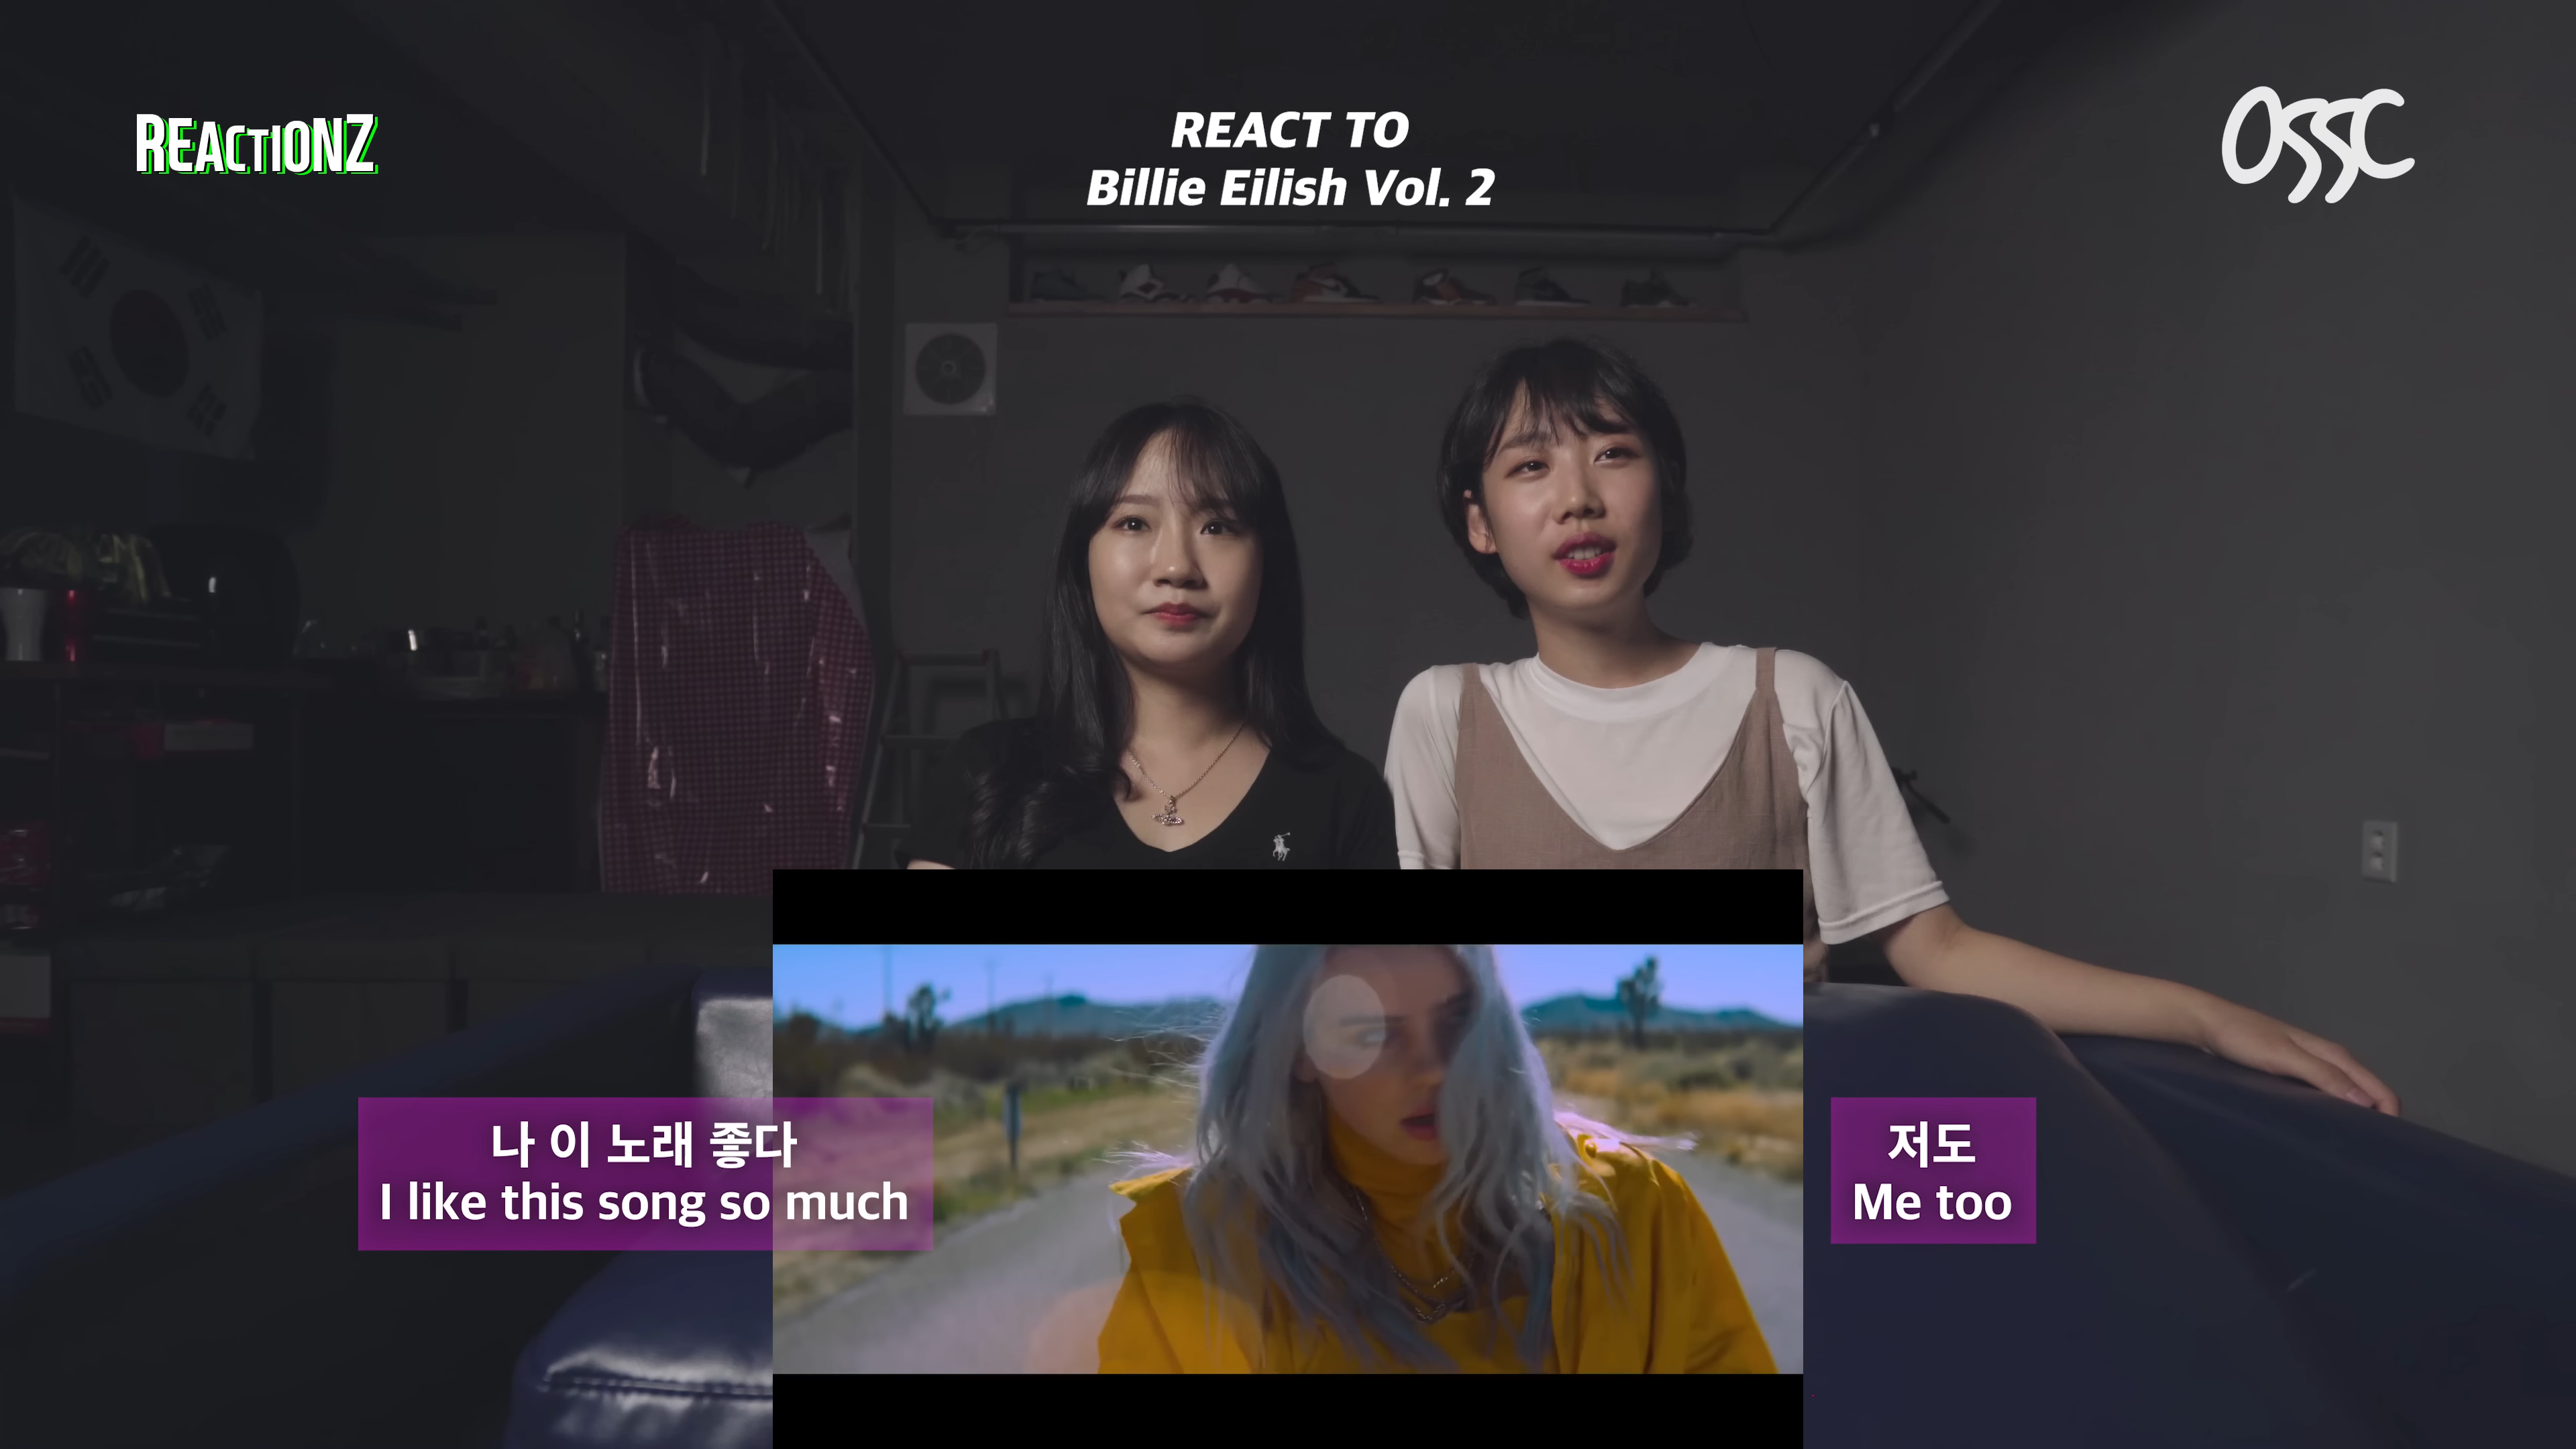 REACTIONZ
REACT TO
Billie Eilish Vol. 2
OSSC
나 이 노래 좋다
I like this song so much
저도
Me too